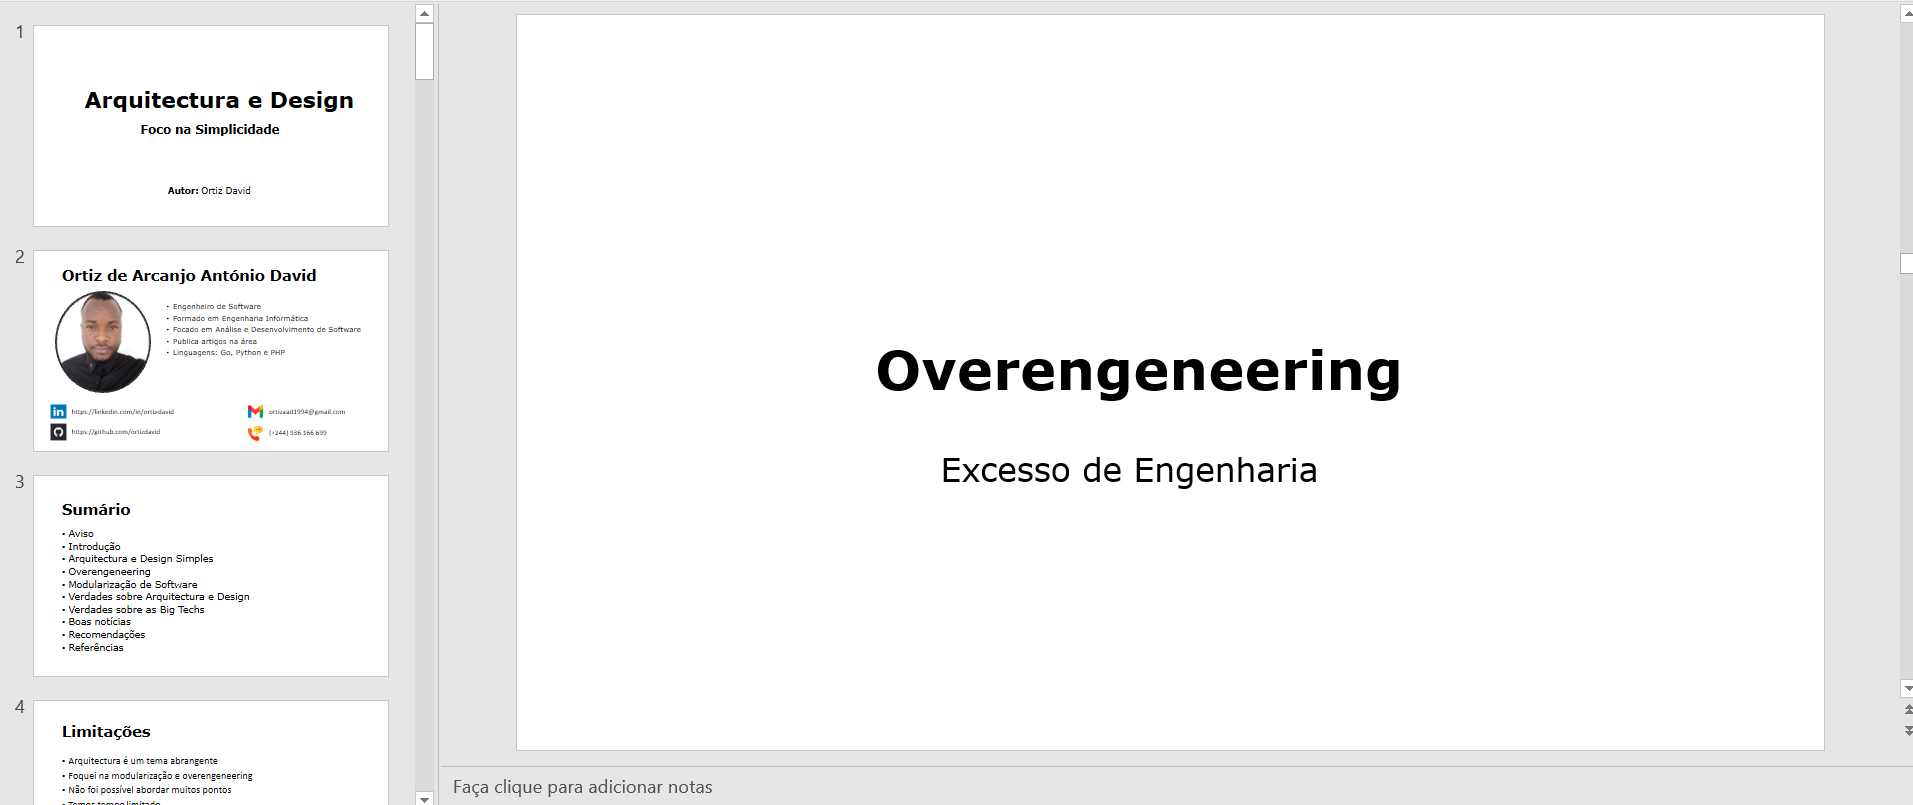 1
Arquitectura e Design
Foco na Simplicidade
Autor: Ortiz David
2
Ortiz de Arcanjo António David
• Engenheiro de Software
• Formado em Engenharia Informática
• Focado em Análise e Desenvolvimento de Software
• Publica artigos na área
• Linguagens: Go, Python e PHP
in https://linkedin.com/in/ortizdavid
ortizaad1994@gmail.com
https://github.com/ortizdavid
(+244) 936 166 699
3
Sumário
• Aviso
• Introdução
• Arquitectura e Design Simples
• Overengeneering
• Modularização de Software
• Verdades sobre Arquitectura e Design
• Verdades sobre as Big Techs
• Boas notícias
• Recomendações
• Referências
4
Limitações
• Arquitectura é um tema abrangente
• Foquei na modularização e overengeneering
• Não foi possível abordar muitos pontos
• Temos tempo limitado
Overengeneering
Excesso de Engenharia
Faça clique para adicionar notas